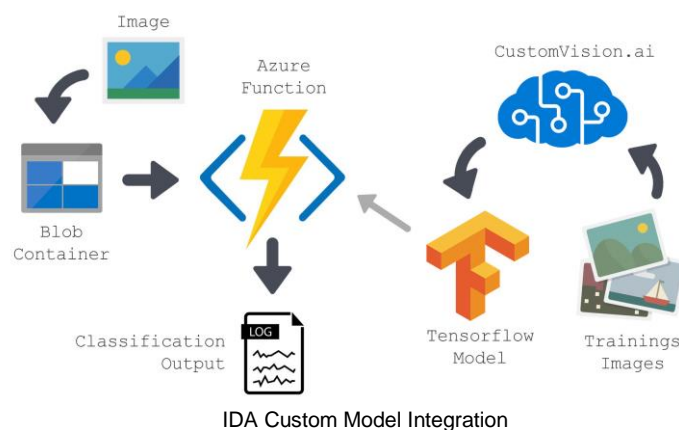 Image
CustomVision.ai
Azure
Function
Blob
Container
LOG
Classification
Output
Tensorflow
Model
Trainings
Images
IDA Custom Model Integration